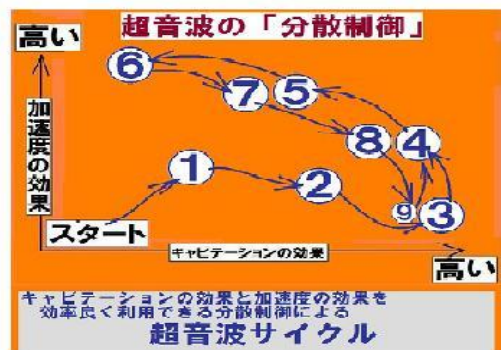 超音波の「分散制御」
高い
加速度の効果
6
7
5
8
4
1
2
9
3
スタート
キャビテーションの効果
高い
キャビテーションの効果と加速度の効果を
効率良く利用できる分散制御による
超音波サイクル